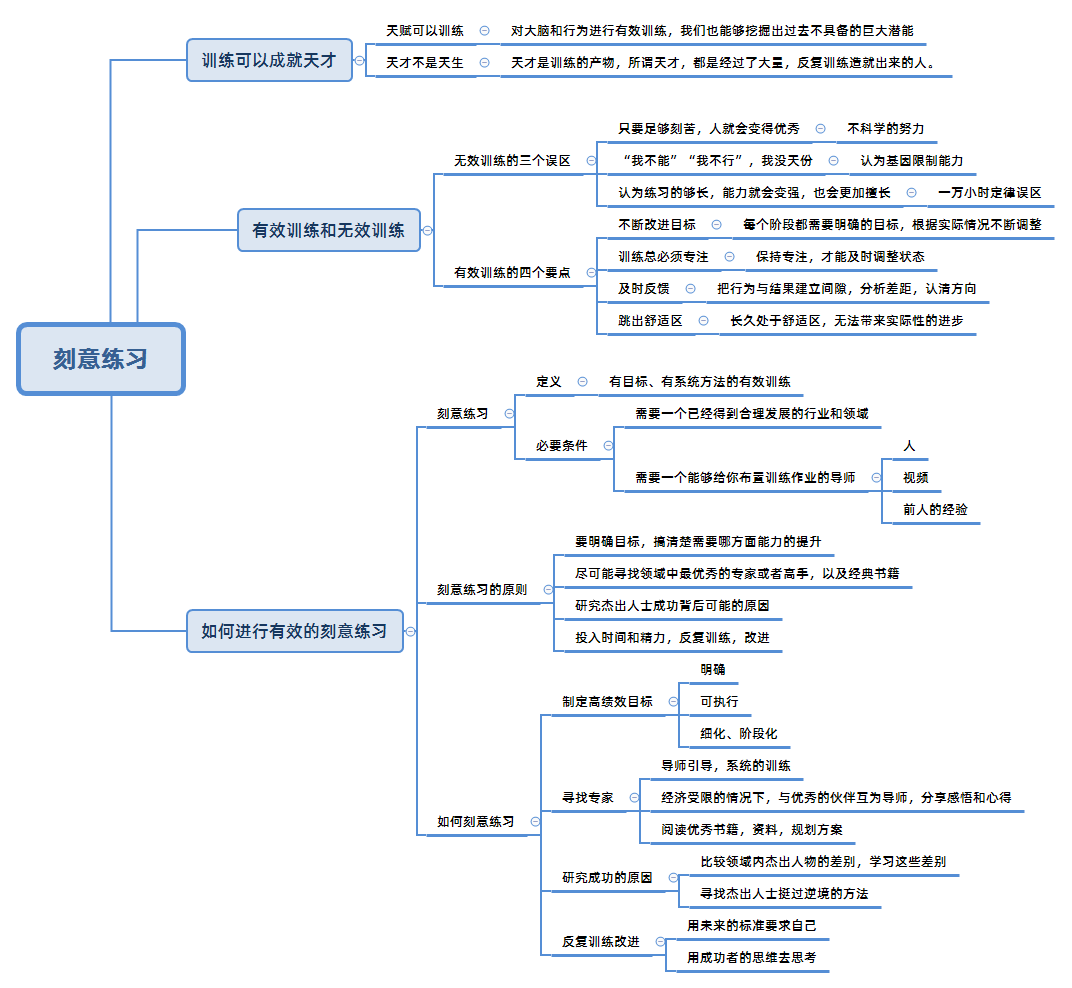 刻意练习
训练可以成就天才
天赋可以训练
对大脑和行为进行有效训练，我们也能够挖掘出过去不具备的巨大潜能
天才不是天生
天才是训练的产物，所谓天才，都是经过了大量，反复训练造就出来的人。
有效训练和无效训练
无效训练的三个误区
只要足够刻苦，人就会变得优秀
不科学的努力
“我不能”“我不行”，我没天份
认为基因限制能力
认为练习的够长，能力就会变强，也会更加擅长
一万小时定律误区
有效训练的四个要点
不断改进目标
每个阶段都需要明确的目标，根据实际情况不断调整
训练总必须专注
保持专注，才能及时调整状态
及时反馈
把行为与结果建立间隙，分析差距，认清方向
跳出舒适区
长久处于舒适区，无法带来实际性的进步
如何进行有效的刻意练习
刻意练习
定义
有目标、有系统方法的有效训练
必要条件
需要一个已经得到合理发展的行业和领域
需要一个能够给你布置训练作业的导师
人
视频
前人的经验
刻意练习的原则
要明确目标，搞清楚需要哪方面能力的提升
尽可能寻找领域中最优秀的专家或者高手，以及经典书籍
研究杰出人士成功背后可能的原因
投入时间和精力，反复训练，改进
如何刻意练习
制定高绩效目标
明确
可执行
细化、阶段化
寻找专家
导师引导，系统的训练
经济受限的情况下，与优秀的伙伴互为导师，分享感悟和心得
阅读优秀书籍，资料，规划方案
研究成功的原因
比较领域内杰出人物的差别，学习这些差别
寻找杰出人士挺过逆境的方法
反复训练改进
用未来的标准要求自己
用成功者的思维去思考